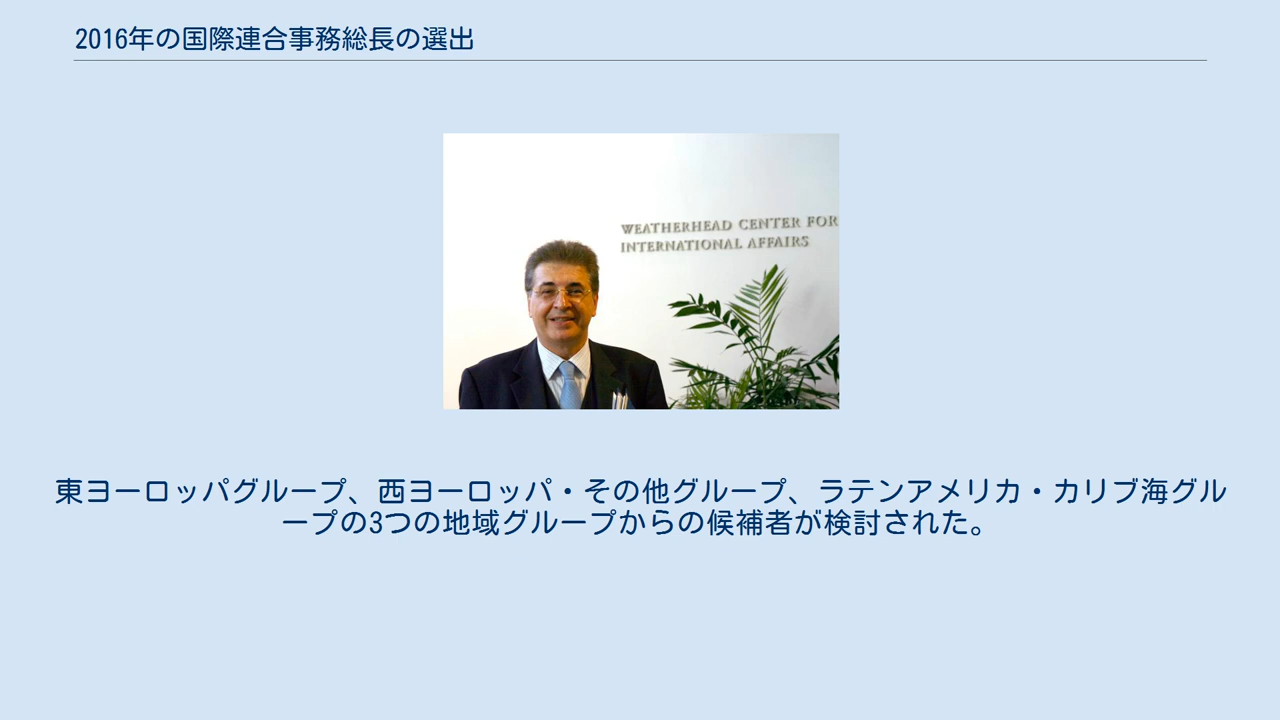 2016年の国際連合事務総長の選出
WEATHERHEAD CENTER FOR
INTERNATIONAL AFFAIRS
東ヨーロッパグループ、西ヨーロッパ・その他グループ、ラテンアメリカ・カリブ海グル
ープの3つの地域グループからの候補者が検討された。